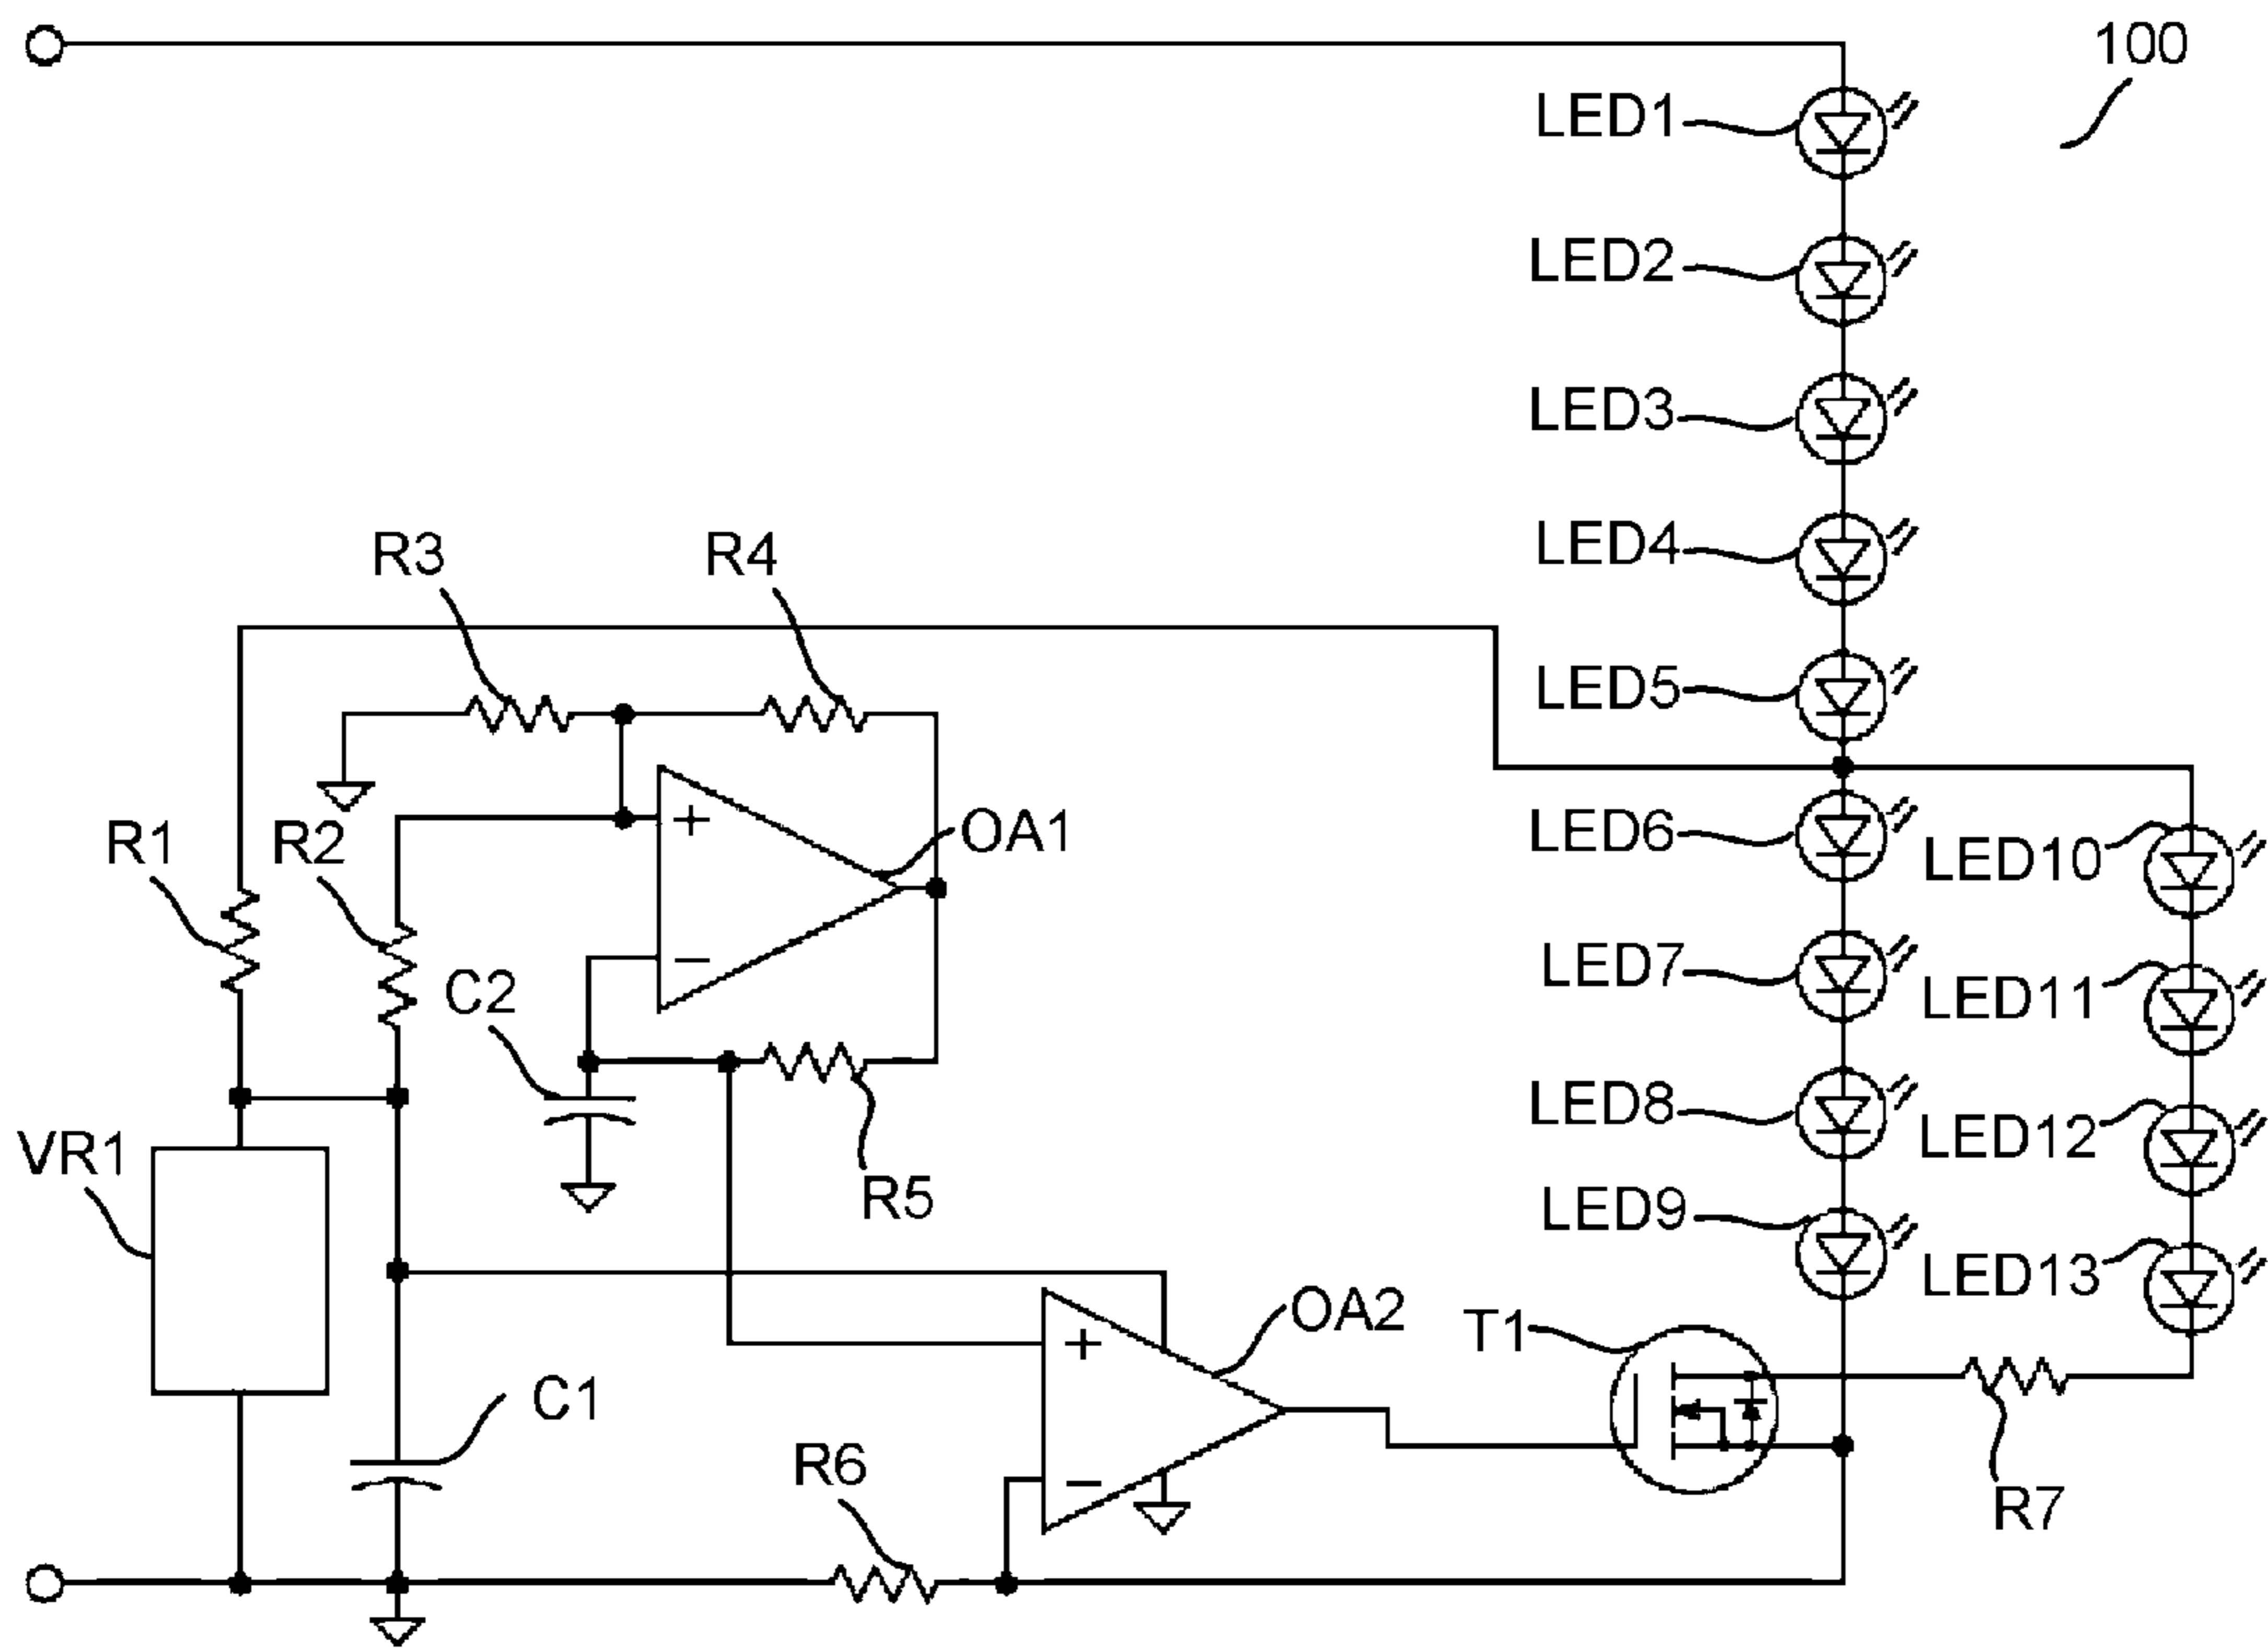 100
LED1
LED2
LED3
LED4
R3
R4
LED5
R1
R2
+
OA1
LED6
LED10
C2
−
LED7
LED11
VR1
R5
LED8
LED12
LED9
LED13
OA2
T1
+
C1
R6
−
R7